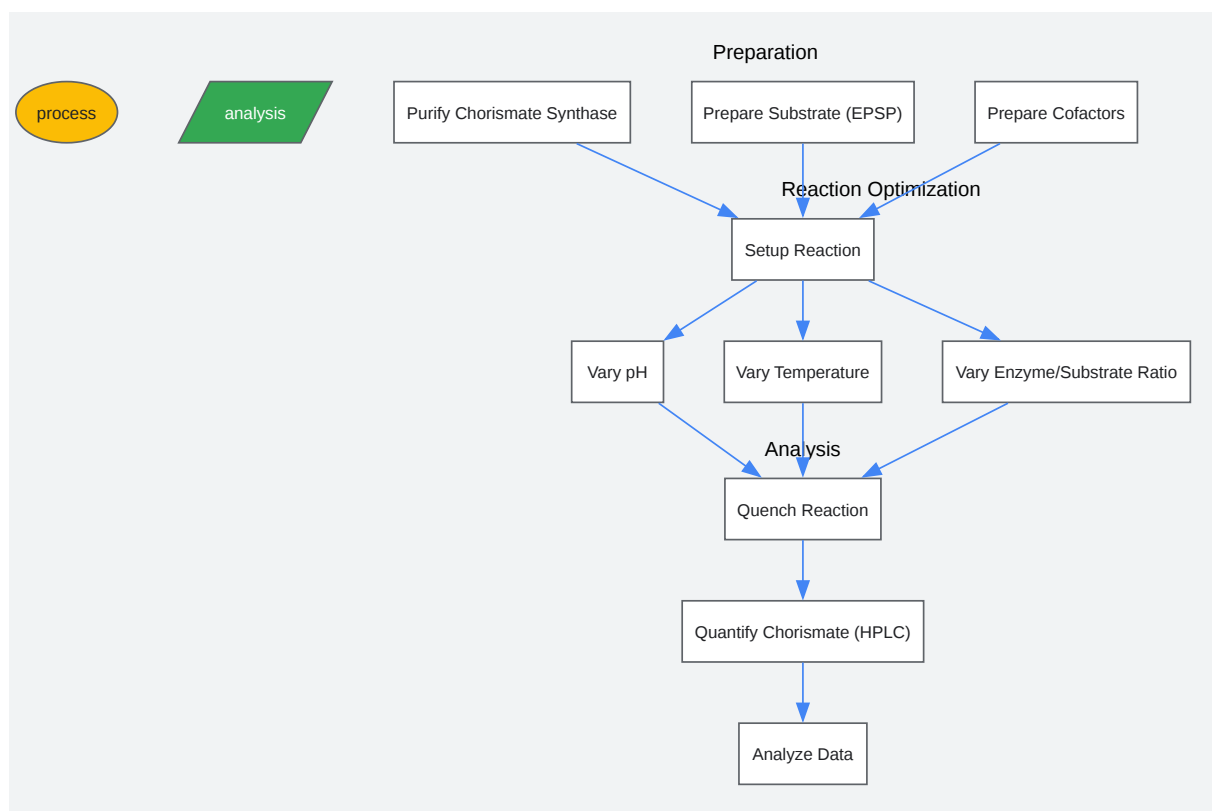 Preparation
process
analysis
Purify Chorismate Synthase
Prepare Substrate (EPSP)
Prepare Cofactors
Reaction Optimization
Setup Reaction
Vary pH
Vary Temperature
Vary Enzyme/Substrate Ratio
Analysis
Quench Reaction
Quantify Chorismate (HPLC)
Analyze Data